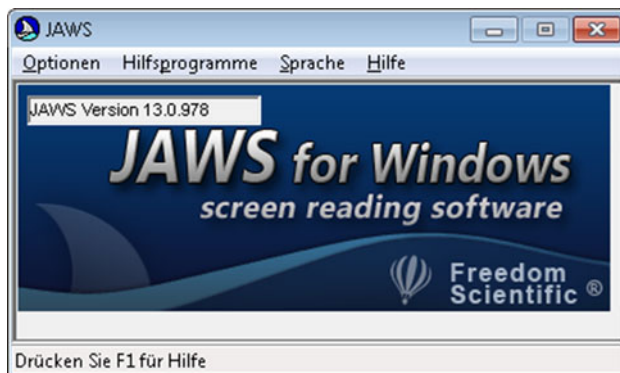 JAWS
Optionen Hilfsprogramme Sprache Hilfe
JAWS Version 13.0.978
JAWS for Windows
screen reading software
Freedom
Scientific ®
Drücken Sie F1 für Hilfe